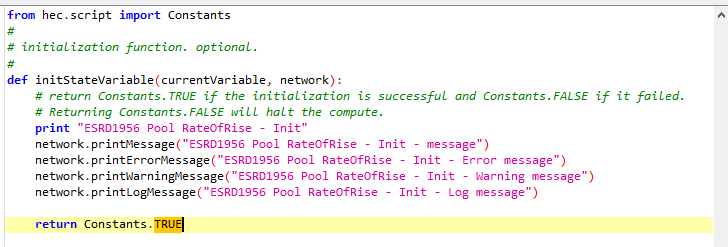 from hec.script import Constants
#
# initialization function. optional.
#
def initStateVariable(currentVariable, network):
    # return Constants.TRUE if the initialization is successful and Constants.FALSE if it failed.
    # Returning Constants.FALSE will halt the compute.
    print "ESRD1956 Pool RateOfRise - Init"
    network.printMessage("ESRD1956 Pool RateOfRise - Init - message")
    network.printErrorMessage("ESRD1956 Pool RateOfRise - Init - Error message")
    network.printWarningMessage("ESRD1956 Pool RateOfRise - Init - Warning message")
    network.printLogMessage("ESRD1956 Pool RateOfRise - Init - Log message")
    return Constants.TRUE